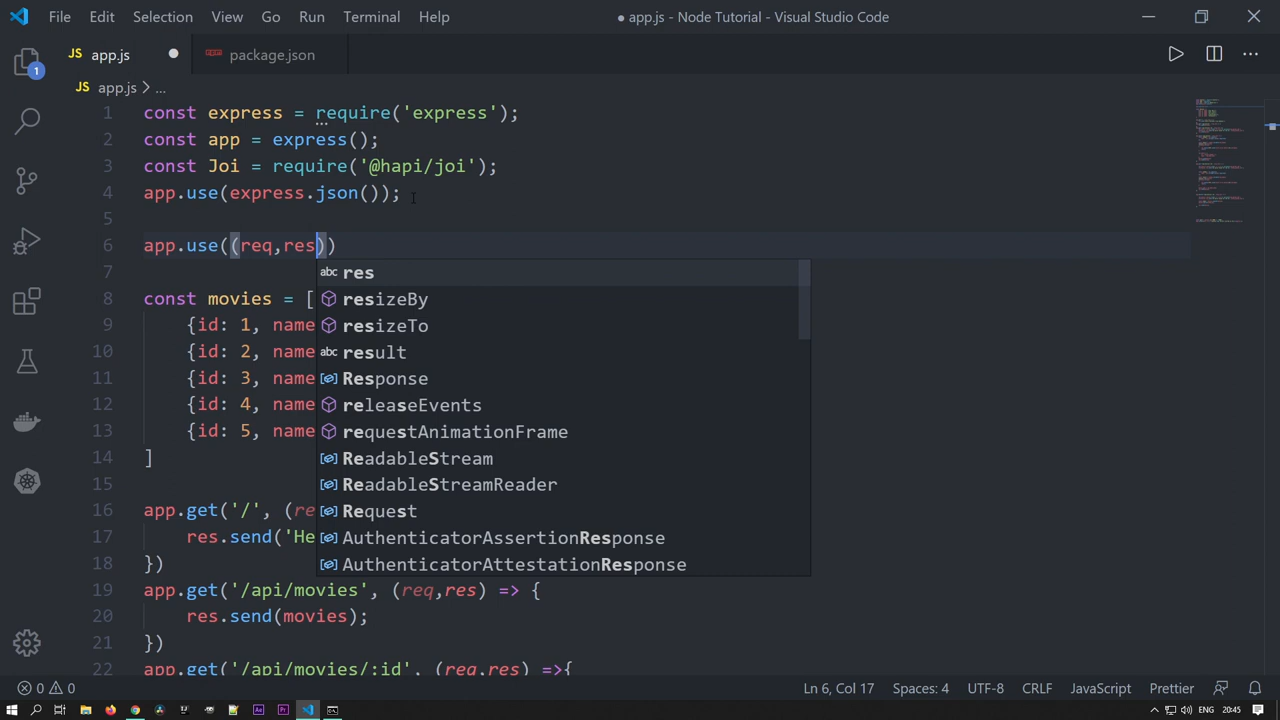 File Edit Selection View Go Run Terminal Help
● app.js - Node Tutorial - Visual Studio Code
JS app.js ●
package.json
JS app.js > ...
1 const express = require('express');
2 const app = express();
3 const Joi = require('@hapi/joi');
4 app.use(express.json());
5
6 app.use((req,res))
7
8 const movies = [
9 {id: 1, name
10 {id: 2, name
11 {id: 3, name
12 {id: 4, name
13 {id: 5, name
14 ]
15
16 app.get('/', (re
17 res.send('He
18 })
19 app.get('/api/movies', (req,res) => {
20 res.send(movies);
21 })
22 app.get('/api/movies/:id', (req,res) =>{
abc res
resizeBy
resizeTo
abc result
Response
releaseEvents
requestAnimationFrame
ReadableStream
ReadableStreamReader
Request
AuthenticatorAssertionResponse
AuthenticatorAttestationResponse
1
0 0
Ln 6, Col 17 Spaces: 4 UTF-8 CRLF JavaScript Prettier
Ae Pr
ENG 20:45